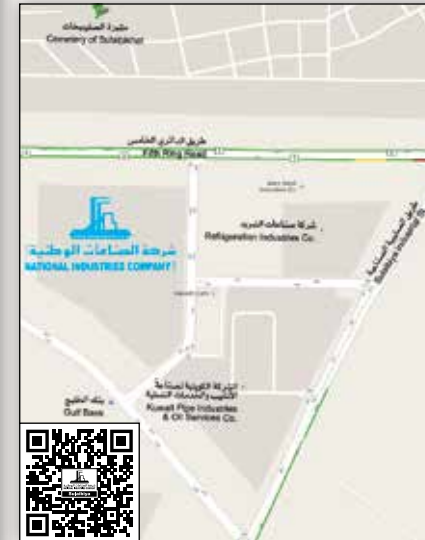 مقبرة الصليبيخات
Cemetery of Sulaibikhat
طريق الدائري الخامس
Fifth Ring Road
شركة صناعات التبريد
Refrigeration Industries Co.
طريق الصليبية الصناعية
Sulaibiya Industrial St.
شركة الصناعات الوطنية
NATIONAL INDUSTRIES COMPANY
الشركة الكويتية لصناعة
الأنابيب والخدمات النفطية
Kuwait Pipe Industries
& Oil Services Co.
بنك الخليج
Gulf Bank